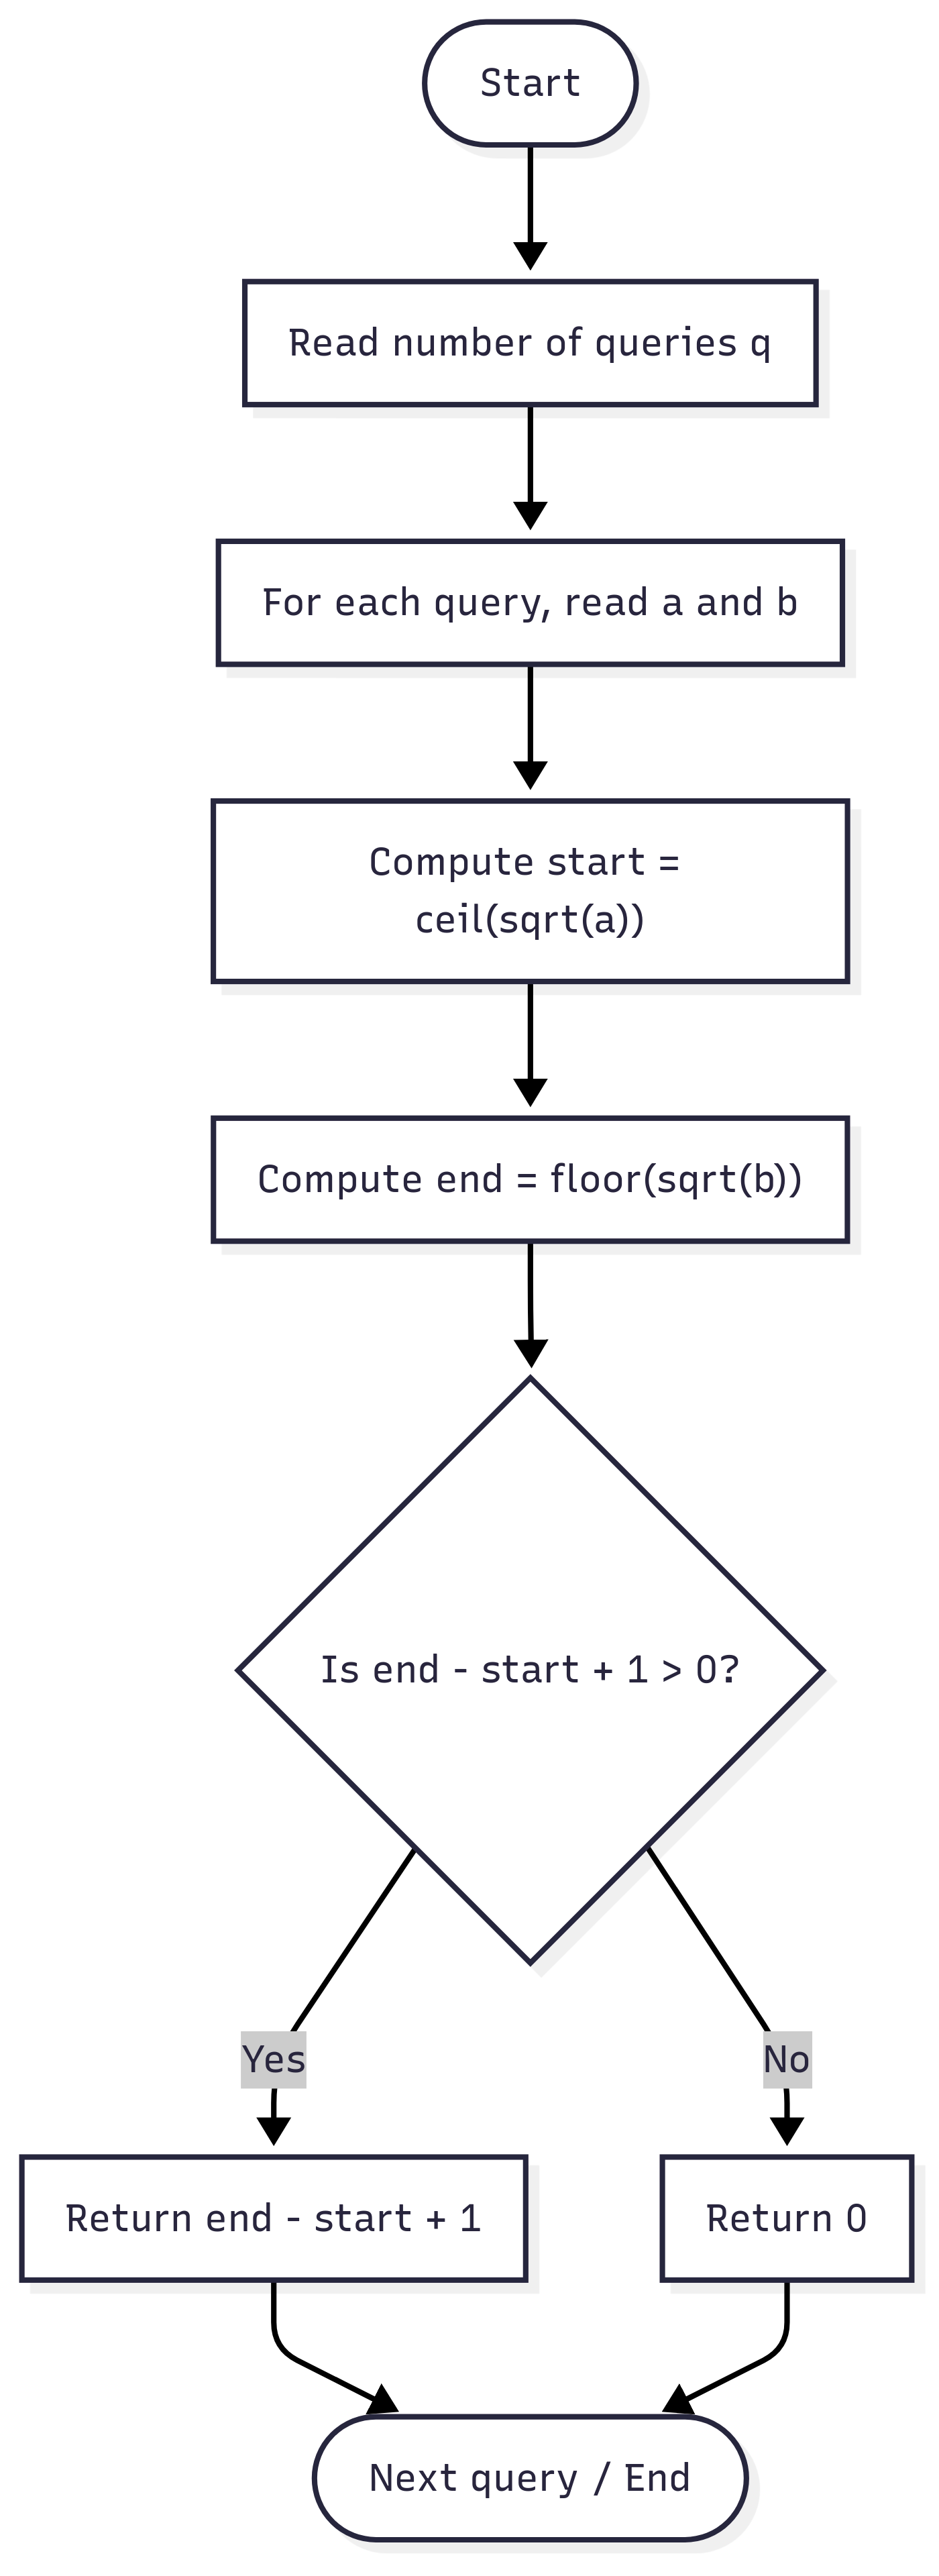 Start
Read number of queries q
For each query, read a and b
Compute start =
ceil(sqrt(a))
Compute end = floor(sqrt(b))
Is end - start + 1 > 0?
Yes
No
Return end - start + 1
Return 0
Next query / End